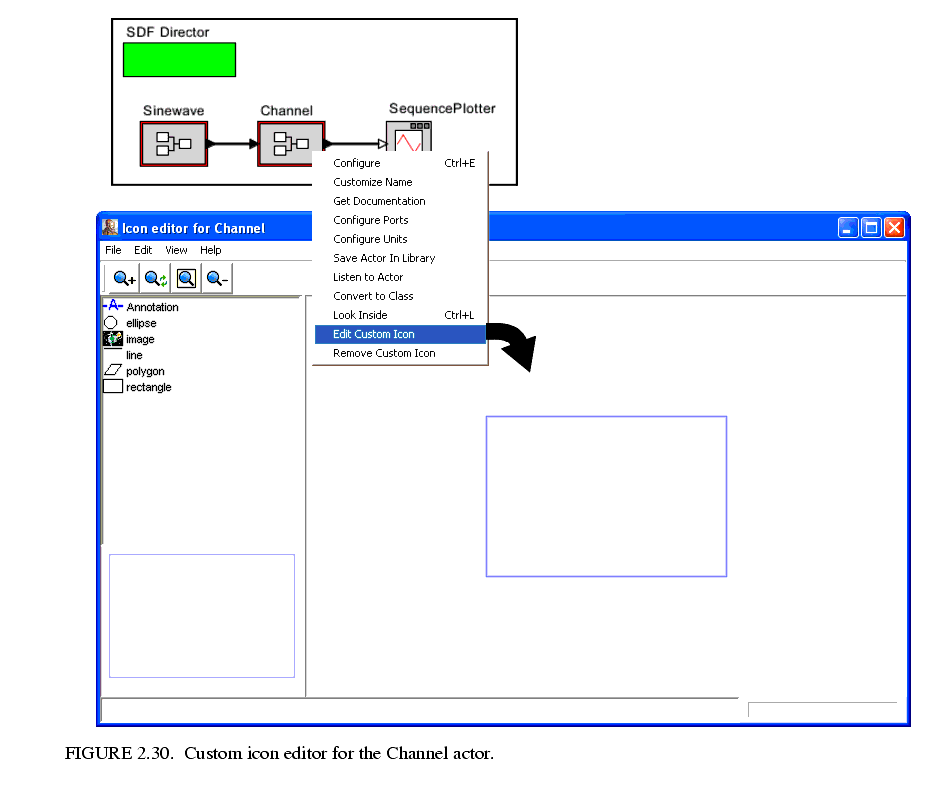 SDF Director
Sinewave
Channel
SequencePlotter
Configure Ctrl+E
Customize Name
Get Documentation
Configure Ports
Configure Units
Save Actor In Library
Listen to Actor
Convert to Class
Look Inside Ctrl+L
Edit Custom Icon
Remove Custom Icon
Icon editor for Channel
File Edit View Help
A Annotation
ellipse
image
line
polygon
rectangle
FIGURE 2.30. Custom icon editor for the Channel actor.